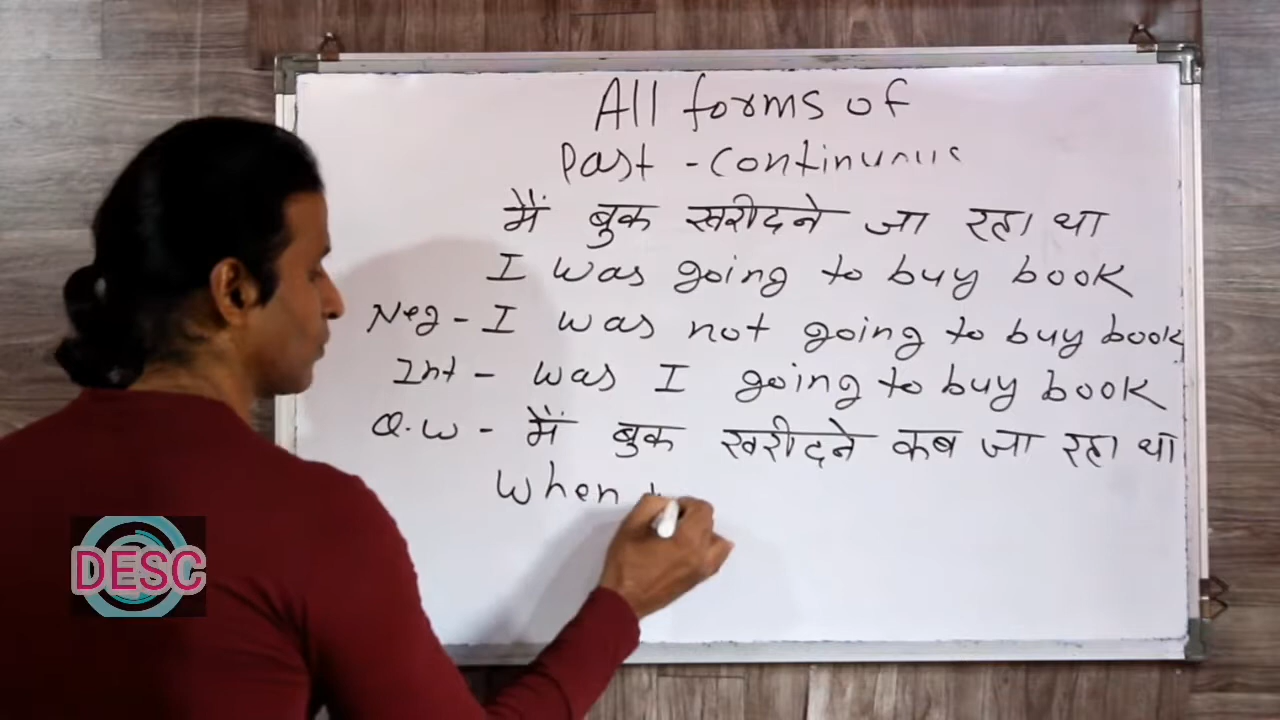 All forms of
Past - continuous
मैं बुक खरीदने जा रहा था
I was going to buy book
Neg - I was not going to buy book
Int - was I going to buy book
Q.W - मैं बुक खरीदने कब जा रहा था
When
DESC